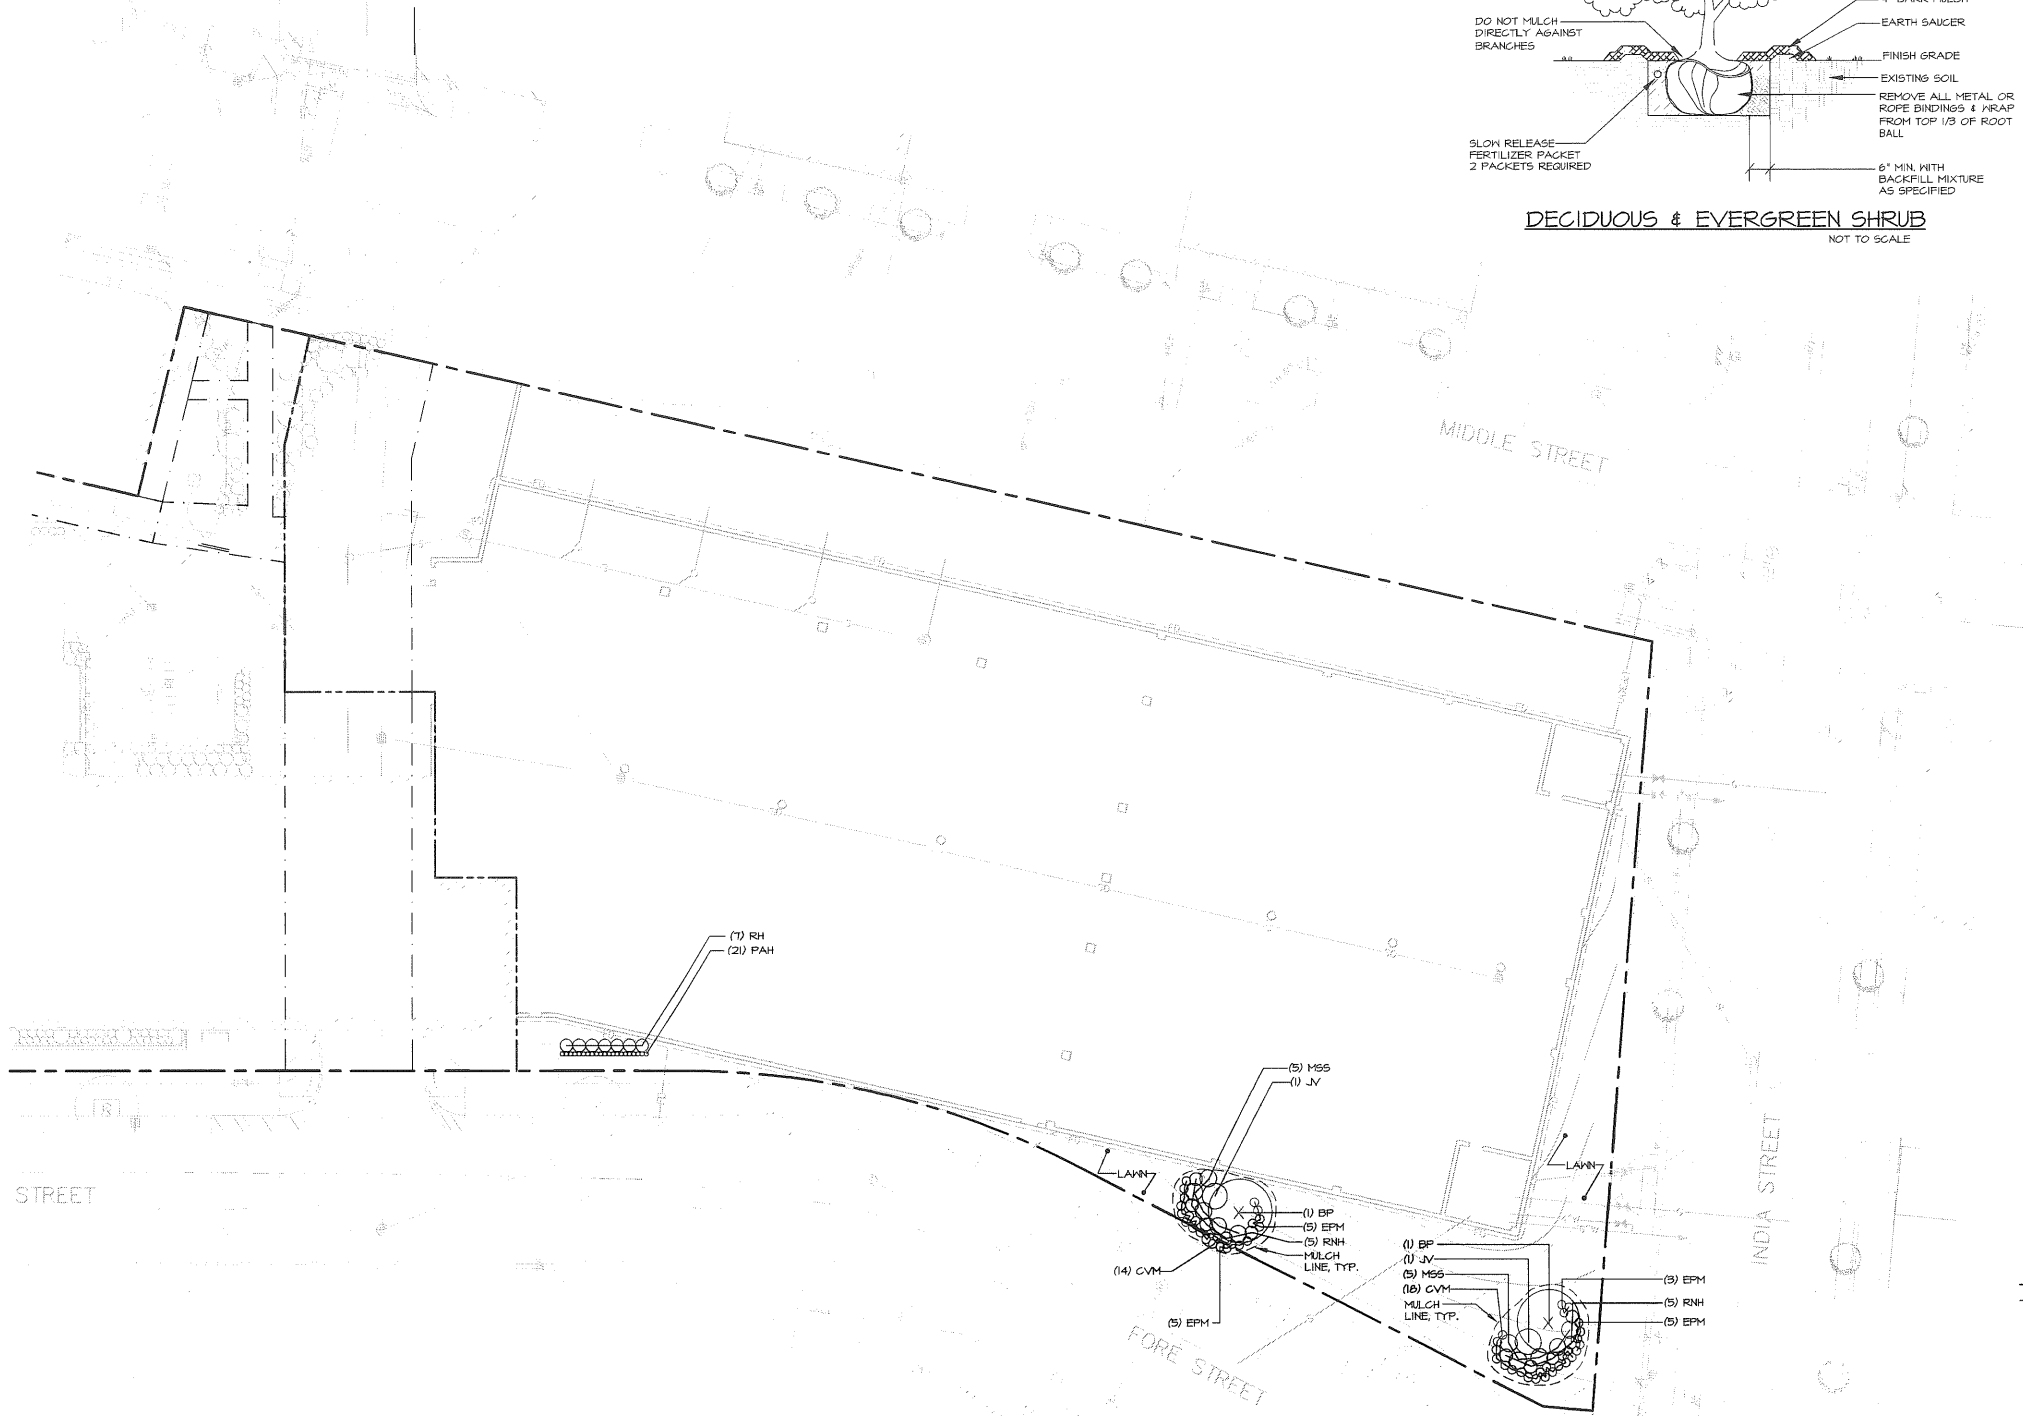 DO NOT MULCH
DIRECTLY AGAINST
BRANCHES
EARTH SAUCER
FINISH GRADE
EXISTING SOIL
REMOVE ALL METAL OR
ROPE BINDINGS & WRAP
FROM TOP 1/3 OF ROOT
BALL
SLOW RELEASE
FERTILIZER PACKET
2 PACKETS REQUIRED
6" MIN. WITH
BACKFILL MIXTURE
AS SPECIFIED
DECIDUOUS & EVERGREEN SHRUB
NOT TO SCALE
MIDDLE STREET
(7) RH
(21) PAH
(5) MSS
(1) JV
LAWN
LAWN
STREET
(1) BP
(5) EPM
(5) RNH
MULCH
LINE, TYP.
(14) CVM
(5) EPM
(1) BP
(1) JV
(5) MSS
(18) CVM
MULCH
LINE, TYP.
(3) EPM
(5) RNH
(5) EPM
INDIA STREET
FORE STREET